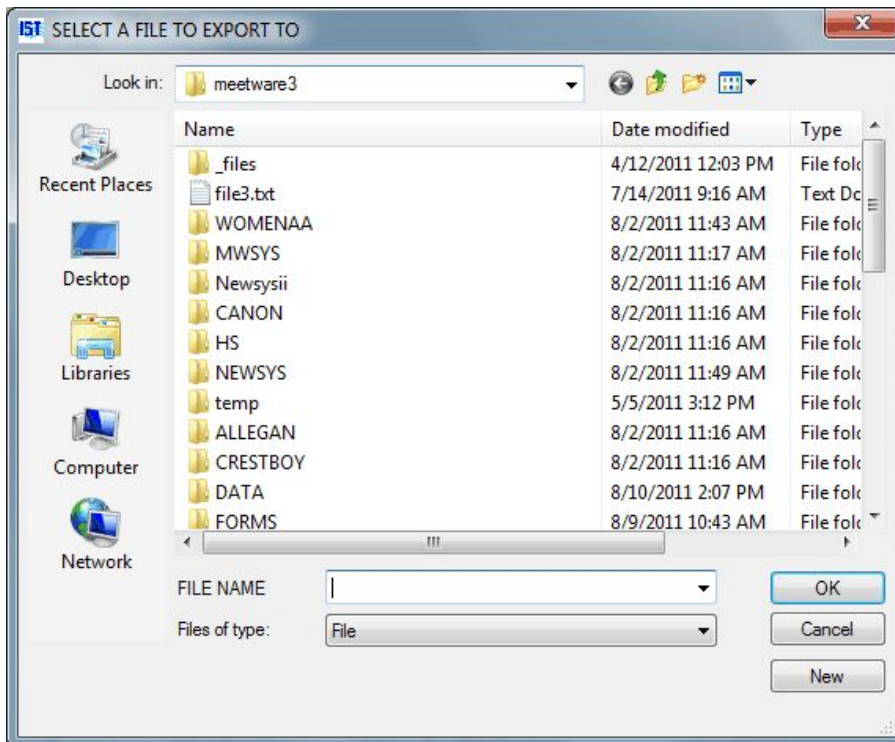 IST SELECT A FILE TO EXPORT TO
Look in: meetware3
Name Date modified Type
_files 4/12/2011 12:03 PM File fold
file3.txt 7/14/2011 9:16 AM Text Do
WOMENAA 8/2/2011 11:43 AM File fold
MWSYS 8/2/2011 11:17 AM File fold
Newsysii 8/2/2011 11:16 AM File fold
CANON 8/2/2011 11:16 AM File fold
HS 8/2/2011 11:16 AM File fold
NEWSYS 8/2/2011 11:49 AM File fold
temp 5/5/2011 3:12 PM File fold
ALLEGAN 8/2/2011 11:16 AM File fold
CRESTBOY 8/2/2011 11:16 AM File fold
DATA 8/10/2011 2:07 PM File fold
FORMS 8/9/2011 10:43 AM File fold
Recent Places
Desktop
Libraries
Computer
Network
FILE NAME OK
Files of type: File Cancel
New